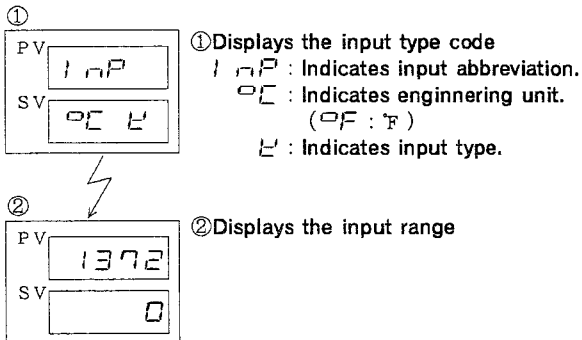 ①
PV
InP
SV
°C K
①Displays the input type code
InP : Indicates input abbreviation.
°C : Indicates enginnering unit.
(°F : °F)
K : Indicates input type.
②
PV
1372
SV
0
②Displays the input range